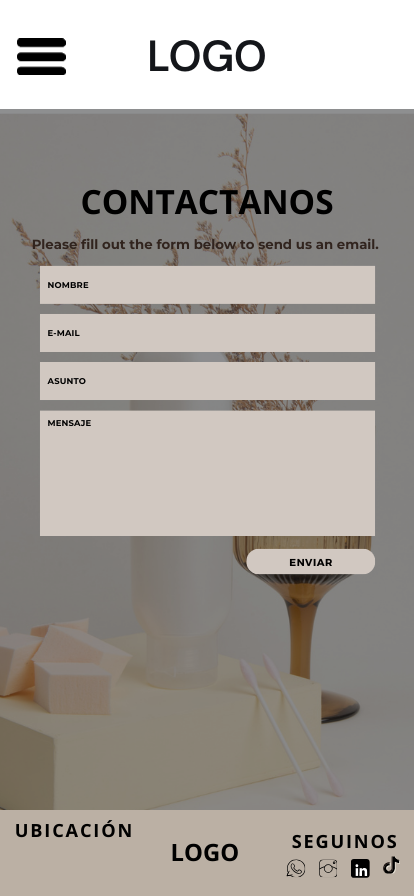 LOGO
CONTACTANOS
Please fill out the form below to send us an email.
NOMBRE
E-MAIL
ASUNTO
MENSAJE
ENVIAR
UBICACIÓN
LOGO
SEGUINOS
in